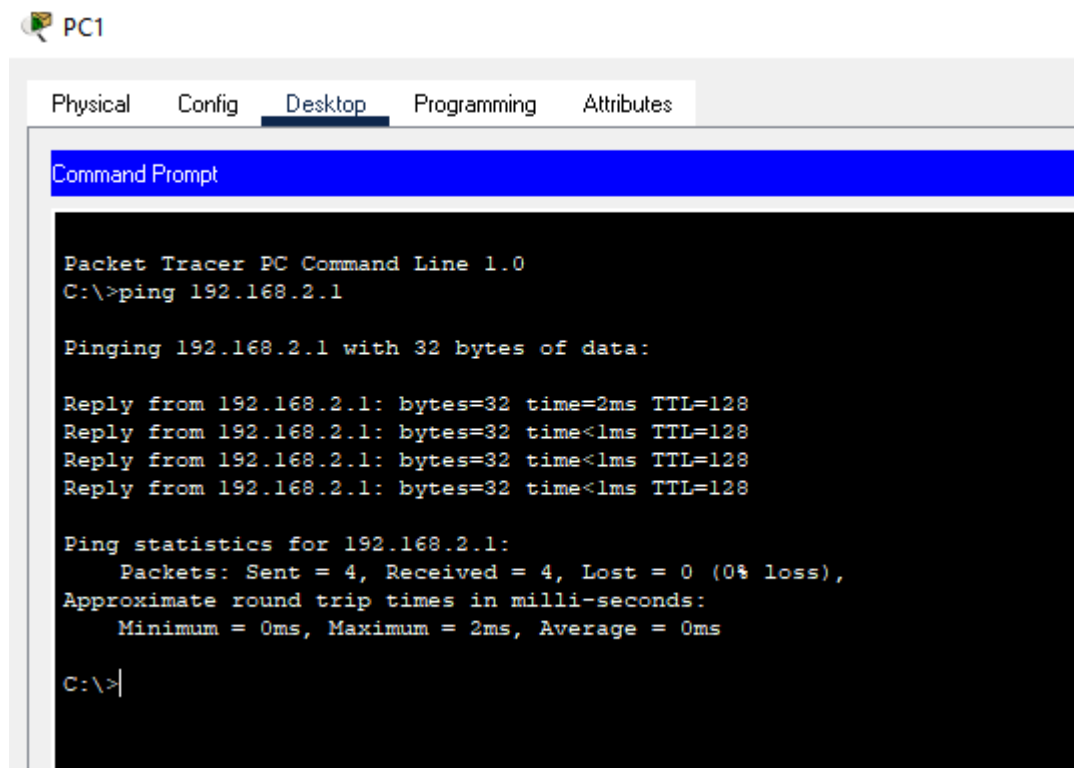 PC1
Physical Config Desktop Programming Attributes
Command Prompt
Packet Tracer PC Command Line 1.0
C:\>ping 192.168.2.1
Pinging 192.168.2.1 with 32 bytes of data:
Reply from 192.168.2.1: bytes=32 time=2ms TTL=128
Reply from 192.168.2.1: bytes=32 time<1ms TTL=128
Reply from 192.168.2.1: bytes=32 time<1ms TTL=128
Reply from 192.168.2.1: bytes=32 time<1ms TTL=128
Ping statistics for 192.168.2.1:
Packets: Sent = 4, Received = 4, Lost = 0 (0% loss),
Approximate round trip times in milli-seconds:
Minimum = 0ms, Maximum = 2ms, Average = 0ms
C:\>